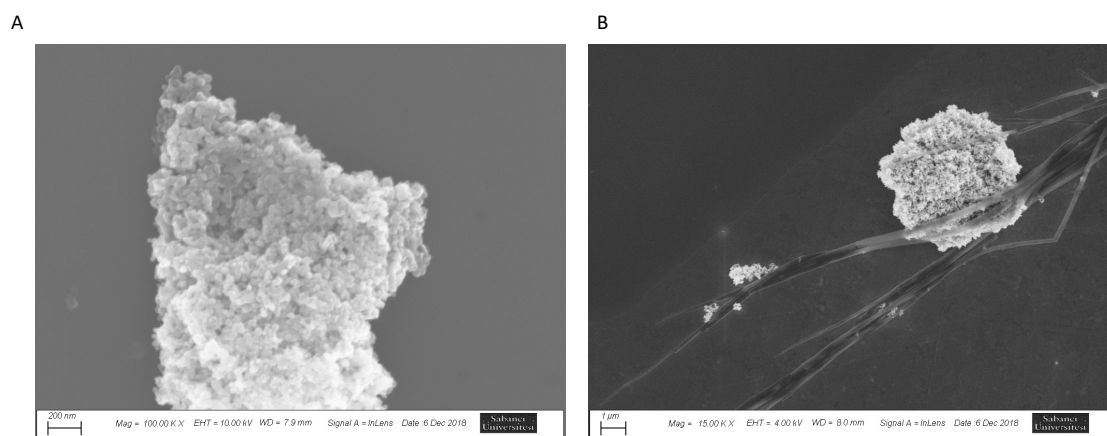 A
B
200 nm
Mag = 100.00 K X EHT = 10.00 kV WD = 7.9 mm Signal A = InLens Date :6 Dec 2018
Sabancı
Üniversitesi
1 µm
Mag = 15.00 K X EHT = 4.00 kV WD = 8.0 mm Signal A = InLens Date :6 Dec 2018
Sabancı
Üniversitesi